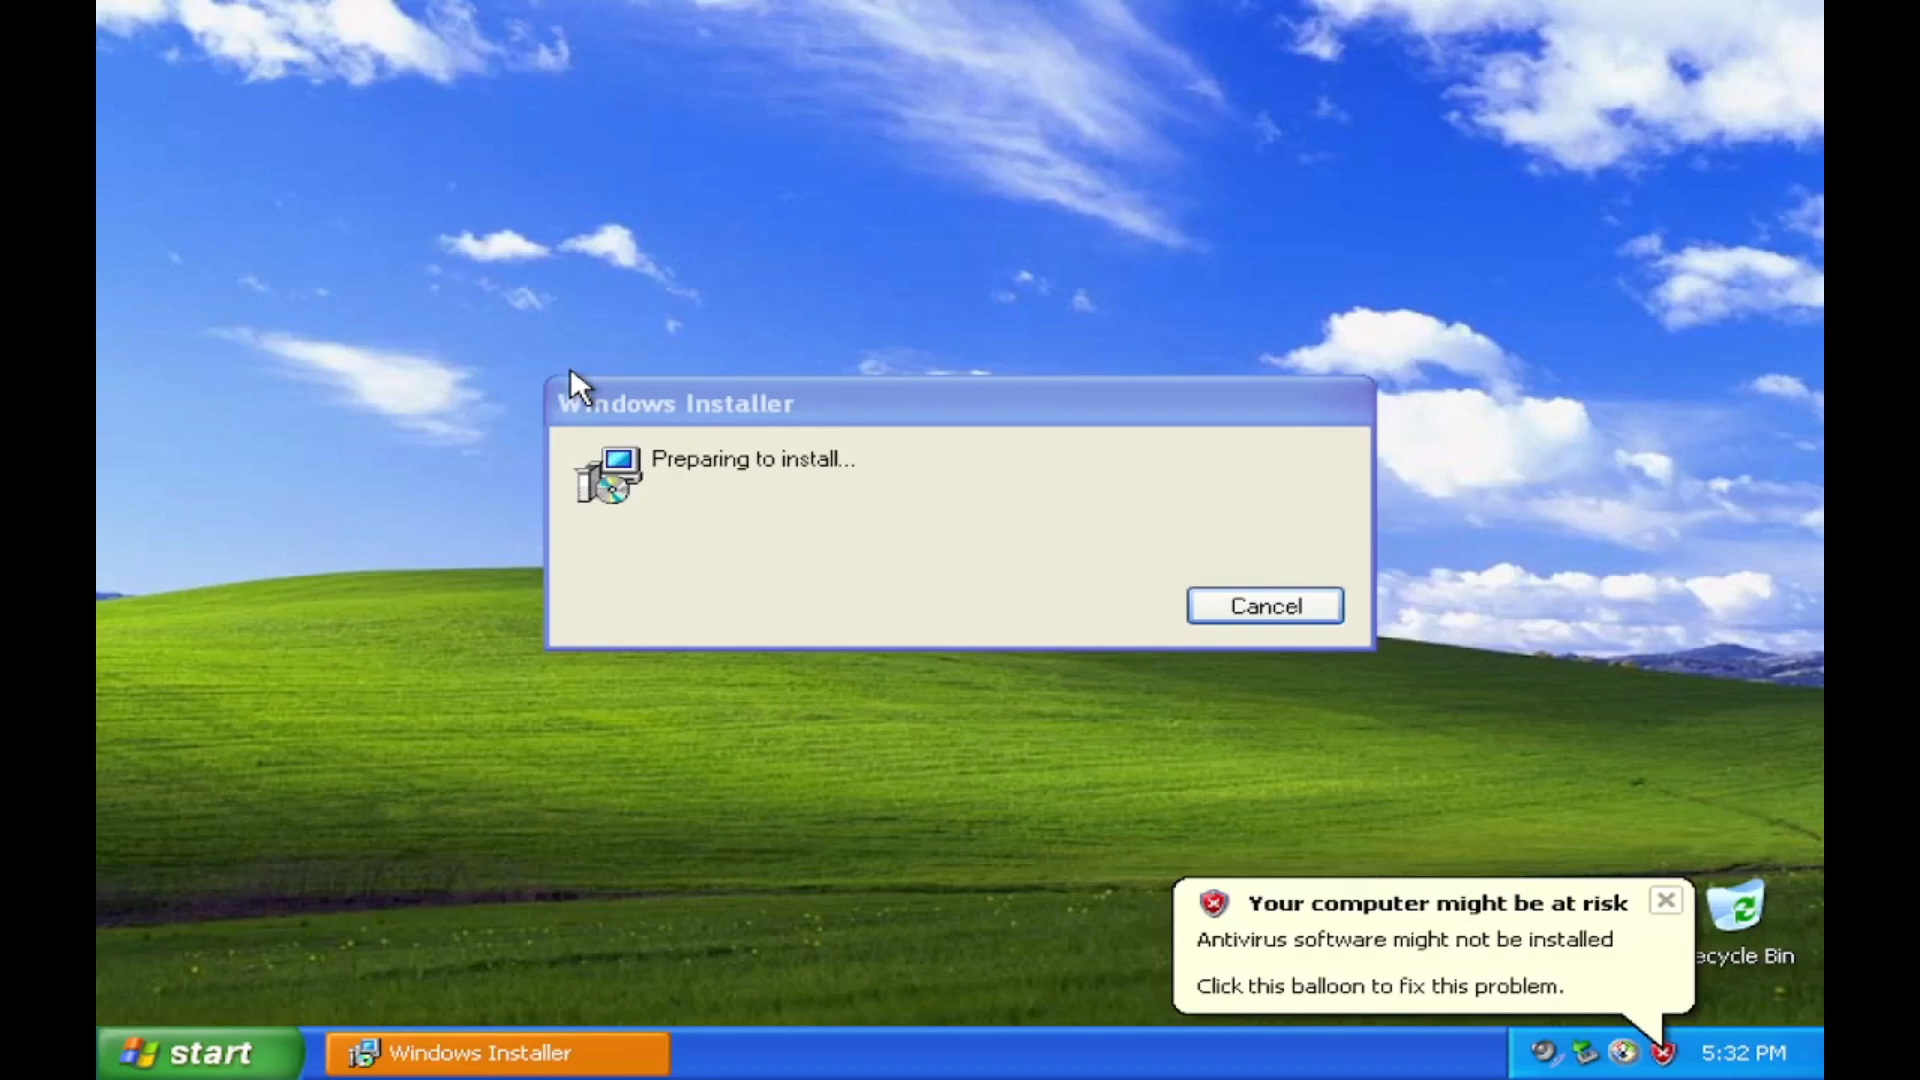 Windows Installer
Preparing to install...
Cancel
Your computer might be at risk
Antivirus software might not be installed
Click this balloon to fix this problem.
ecycle Bin
start
Windows Installer
5:32 PM